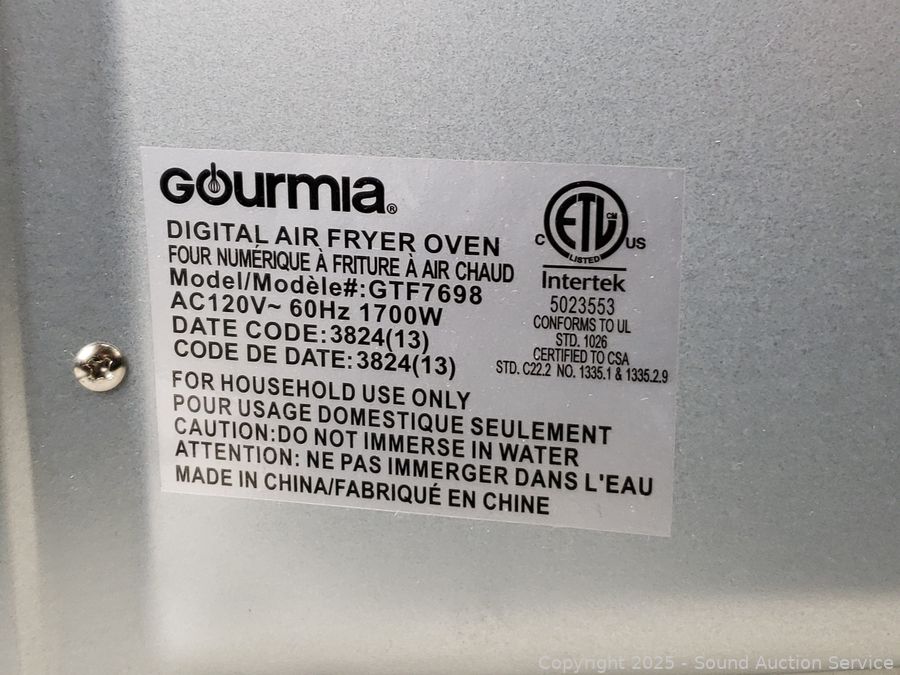 GOURMIA®
DIGITAL AIR FRYER OVEN
FOUR NUMÉRIQUE À FRITURE À AIR CHAUD
Model/Modèle#:GTF7698
AC120V~ 60Hz 1700W
DATE CODE:3824(13)
CODE DE DATE:3824(13)
FOR HOUSEHOLD USE ONLY
POUR USAGE DOMESTIQUE SEULEMENT
CAUTION:DO NOT IMMERSE IN WATER
ATTENTION: NE PAS IMMERGER DANS L'EAU
MADE IN CHINA/FABRIQUÉ EN CHINE
ETL CM
C US
LISTED
Intertek
5023553
CONFORMS TO UL
STD. 1026
CERTIFIED TO CSA
STD. C22.2 NO. 1335.1 & 1335.2.9
Copyright 2025 - Sound Auction Service